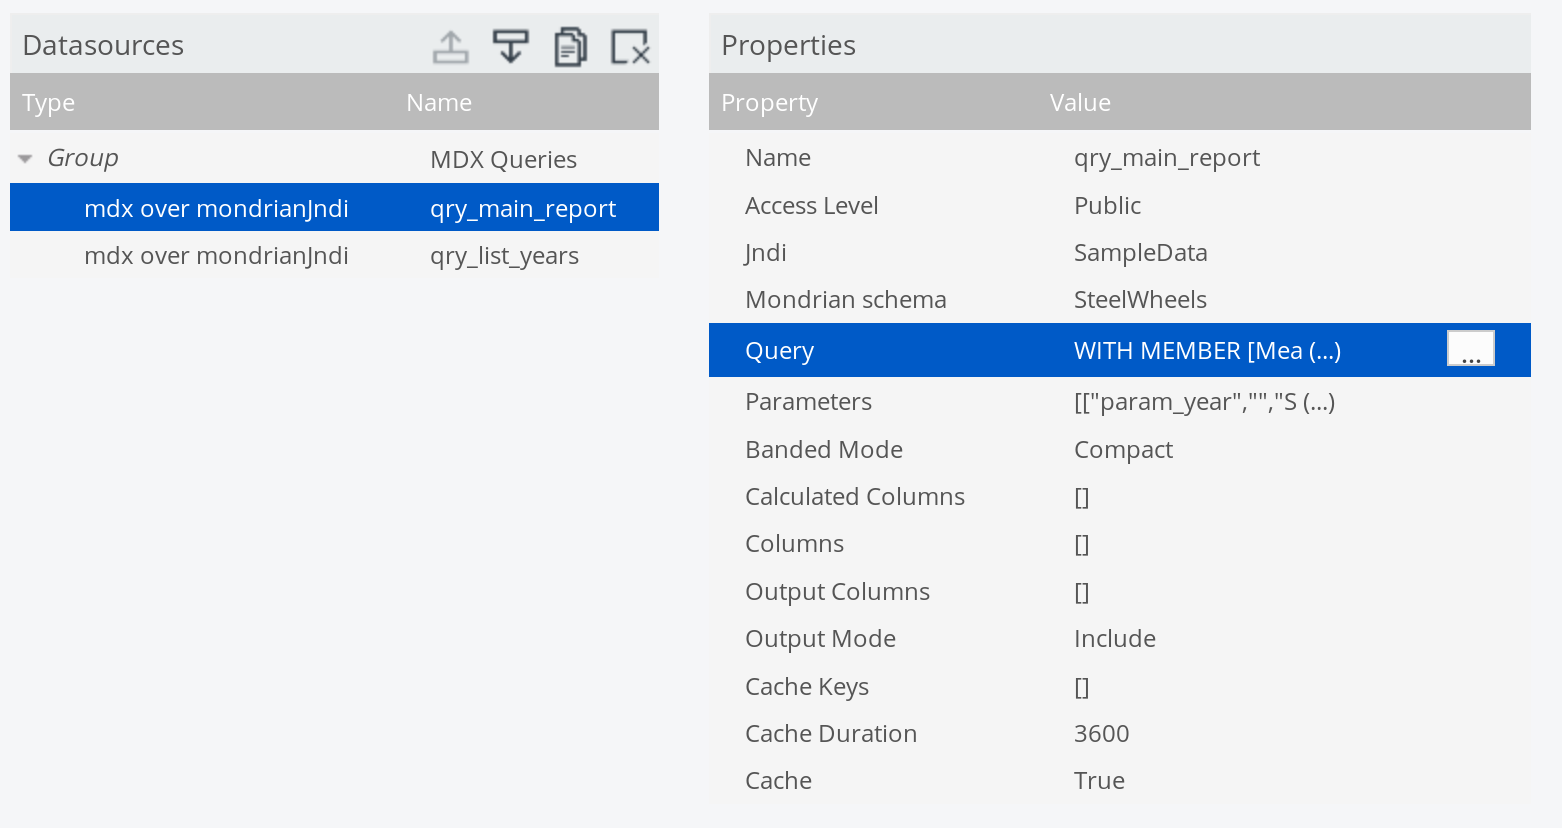 Datasources
Type Name
Group MDX Queries
mdx over mondrianJndi qry_main_report
mdx over mondrianJndi qry_list_years
Properties
Property Value
Name qry_main_report
Access Level Public
Jndi SampleData
Mondrian schema SteelWheels
Query WITH MEMBER [Mea (...) ...
Parameters [["param_year","","S (...)
Banded Mode Compact
Calculated Columns []
Columns []
Output Columns []
Output Mode Include
Cache Keys []
Cache Duration 3600
Cache True